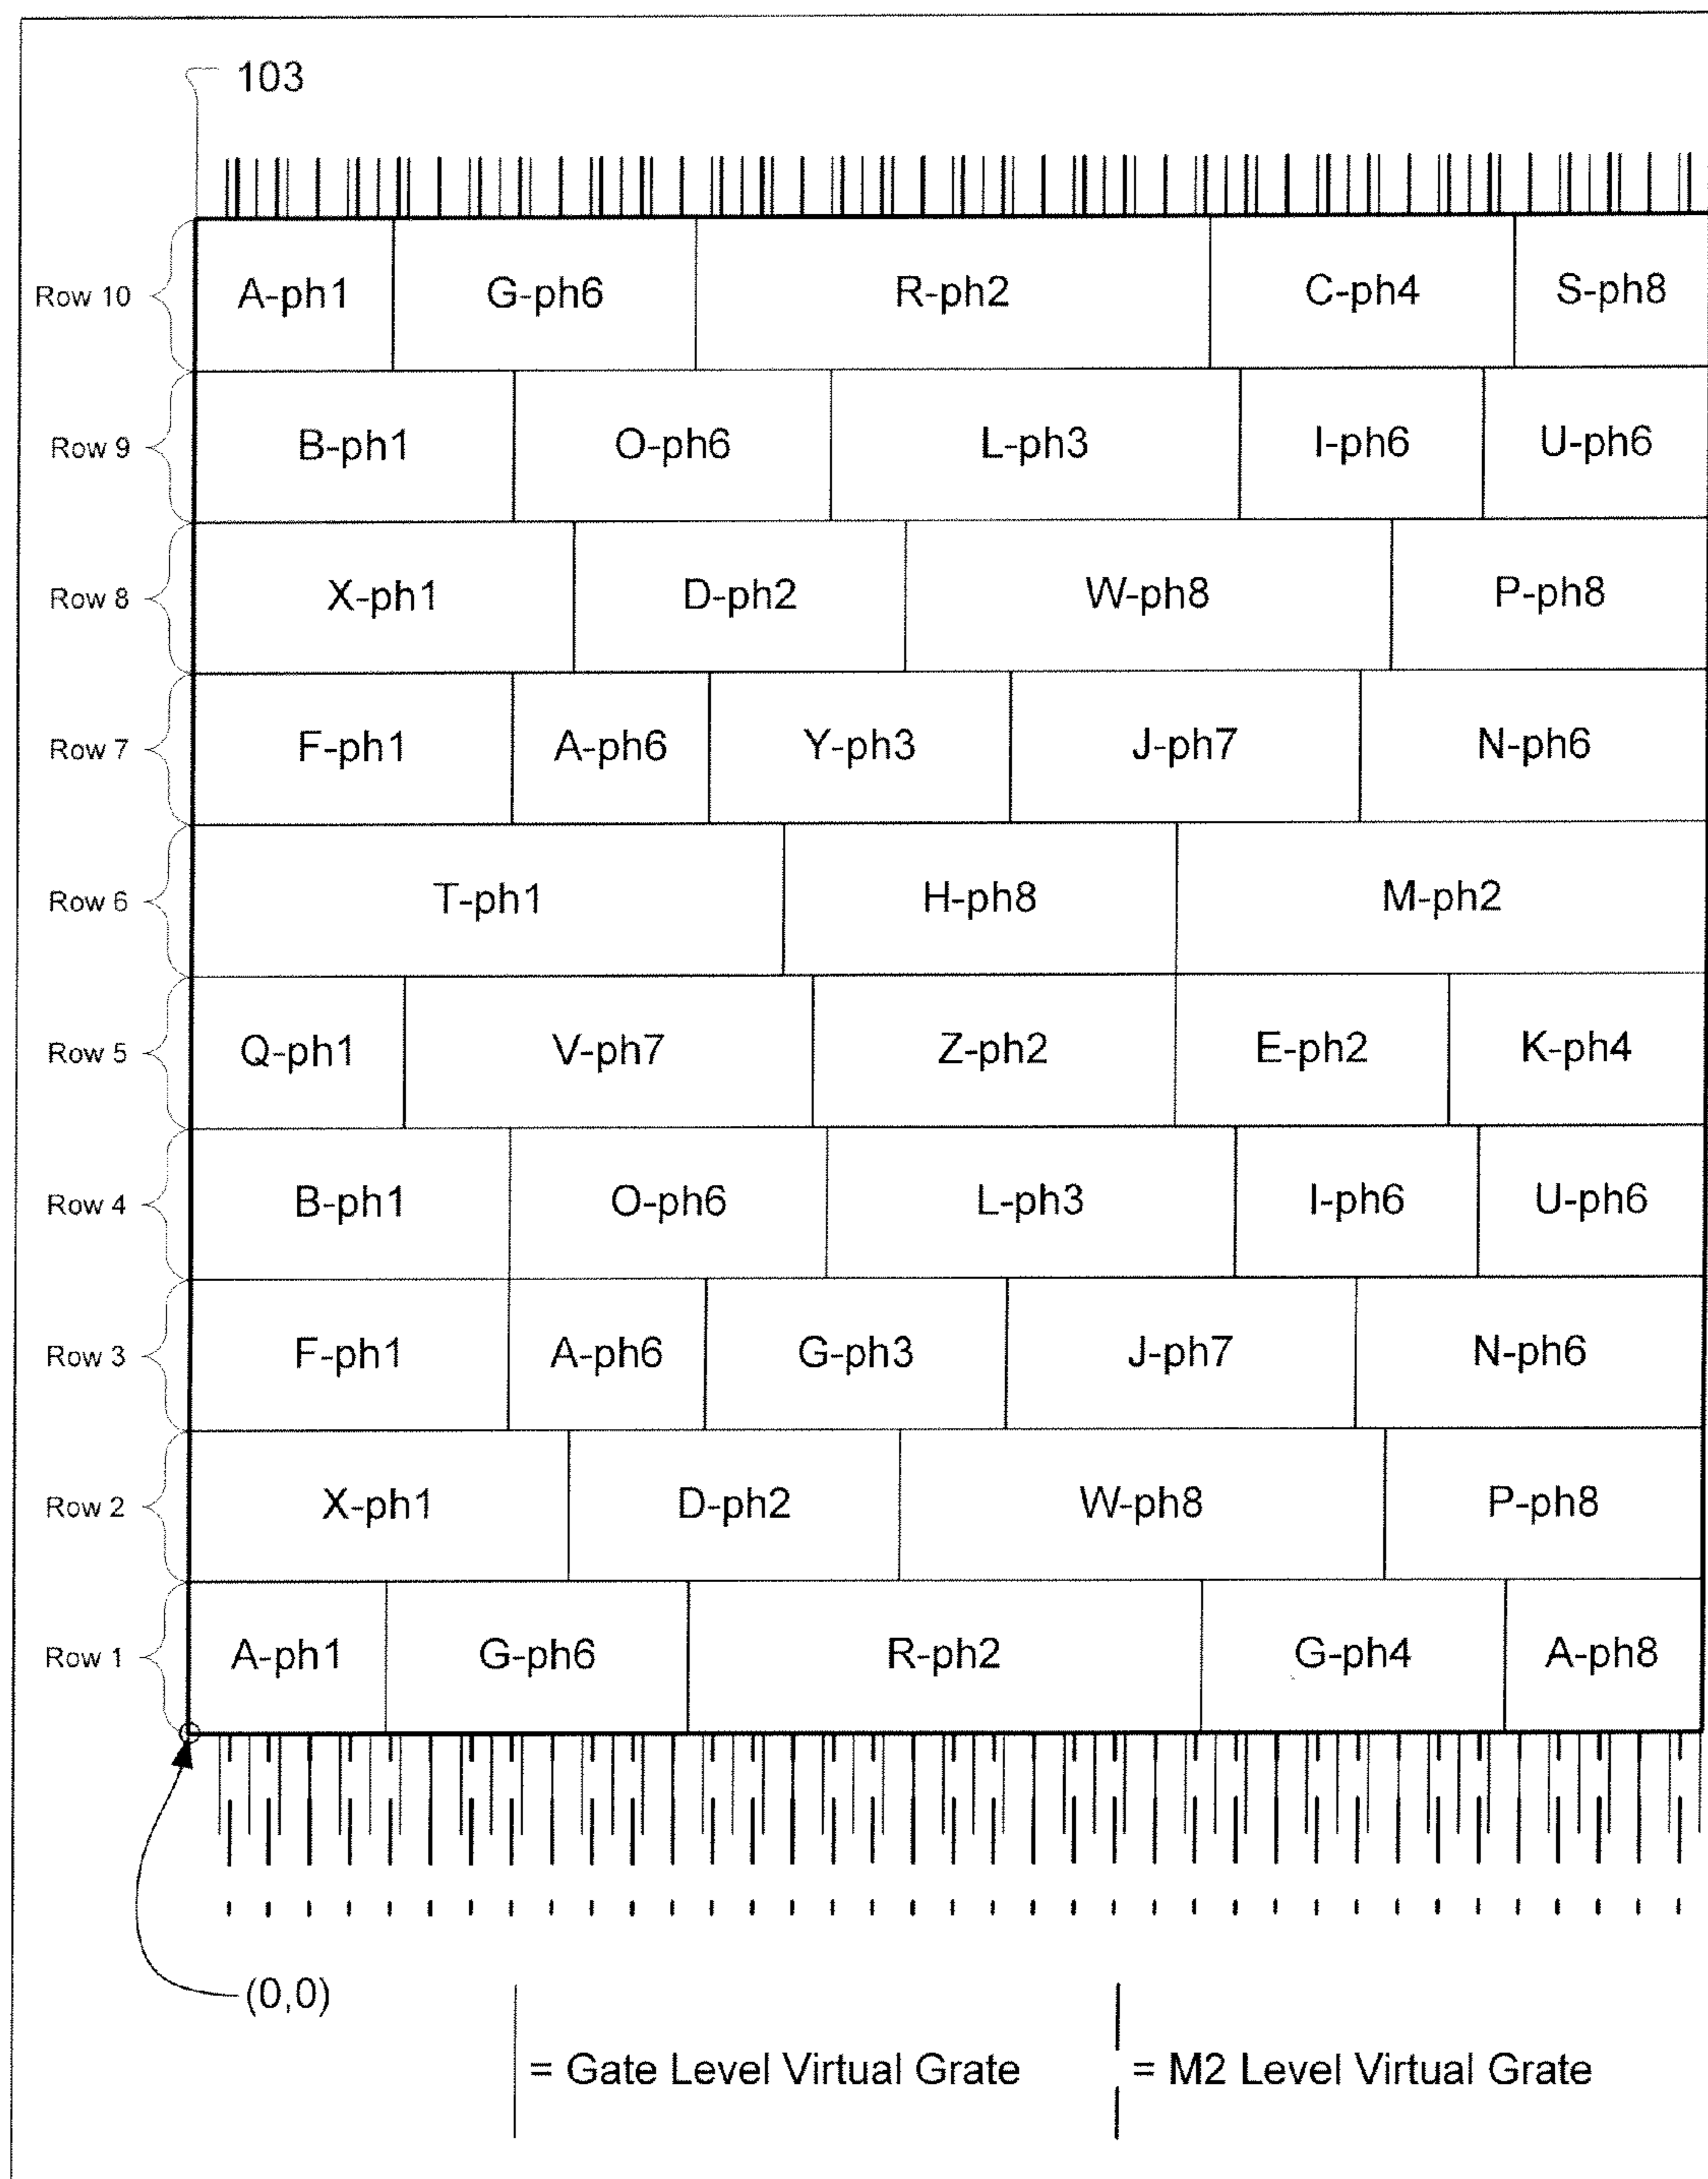 103
Row 10 A-ph1 G-ph6 R-ph2 C-ph4 S-ph8
Row 9 B-ph1 O-ph6 L-ph3 I-ph6 U-ph6
Row 8 X-ph1 D-ph2 W-ph8 P-ph8
Row 7 F-ph1 A-ph6 Y-ph3 J-ph7 N-ph6
Row 6 T-ph1 H-ph8 M-ph2
Row 5 Q-ph1 V-ph7 Z-ph2 E-ph2 K-ph4
Row 4 B-ph1 O-ph6 L-ph3 I-ph6 U-ph6
Row 3 F-ph1 A-ph6 G-ph3 J-ph7 N-ph6
Row 2 X-ph1 D-ph2 W-ph8 P-ph8
Row 1 A-ph1 G-ph6 R-ph2 G-ph4 A-ph8
(0,0)
= Gate Level Virtual Grate = M2 Level Virtual Grate